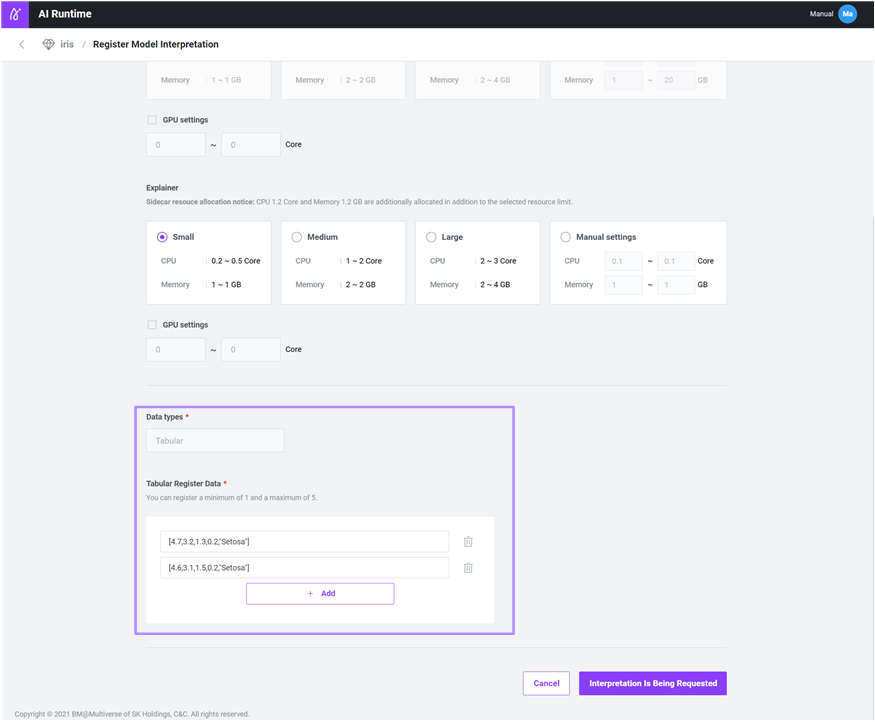 AI Runtime
Manual Ma
iris / Register Model Interpretation
Memory 1 ~ 1 GB Memory 2 ~ 2 GB Memory 2 ~ 4 GB Memory 1 ~ 20 GB
GPU settings
0 ~ 0 Core
Explainer
Sidecar resouce allocation notice: CPU 1.2 Core and Memory 1.2 GB are additionally allocated in addition to the selected resource limit.
Small Medium Large Manual settings
CPU 0.2 ~ 0.5 Core CPU 1 ~ 2 Core CPU 2 ~ 3 Core CPU 0.1 ~ 0.1 Core
Memory 1 ~ 1 GB Memory 2 ~ 2 GB Memory 2 ~ 4 GB Memory 1 ~ 1 GB
GPU settings
0 ~ 0 Core
Data types *
Tabular
Tabular Register Data *
You can register a minimum of 1 and a maximum of 5.
[4.7,3.2,1.3,0.2,"Setosa"]
[4.6,3.1,1.5,0.2,"Setosa"]
+ Add
Cancel Interpretation Is Being Requested
Copyright © 2021 BM@Multiverse of SK Holdings, C&C. All rights reserved.